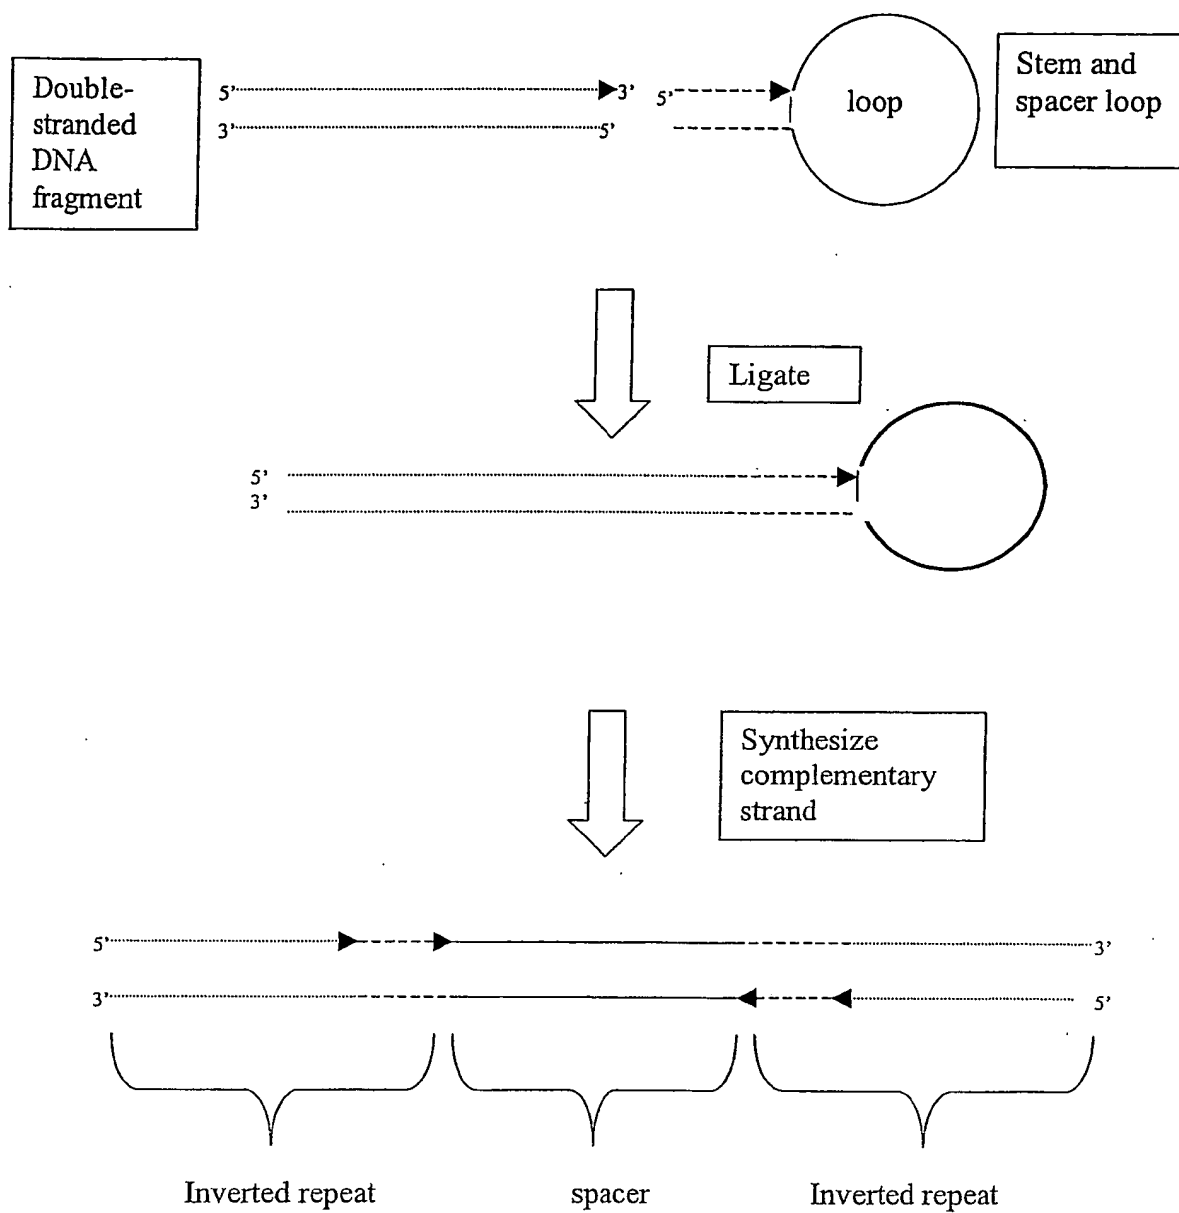 Double-
stranded
DNA
fragment
5' 3' 5'
3' 5'
loop
Stem and
spacer loop
Ligate
5'
3'
Synthesize
complementary
strand
5' 3'
3' 5'
Inverted repeat spacer Inverted repeat